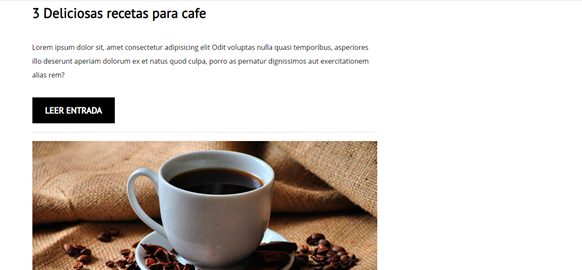 3 Deliciosas recetas para cafe
Lorem ipsum dolor sit, amet consectetur adipisicing elit Odit voluptas nulla quasi temporibus, asperiores
illo deserunt aperiam dolorum ex et natus quod culpa, porro as pernatur dignissimos aut exercitationem
alias rem?
LEER ENTRADA